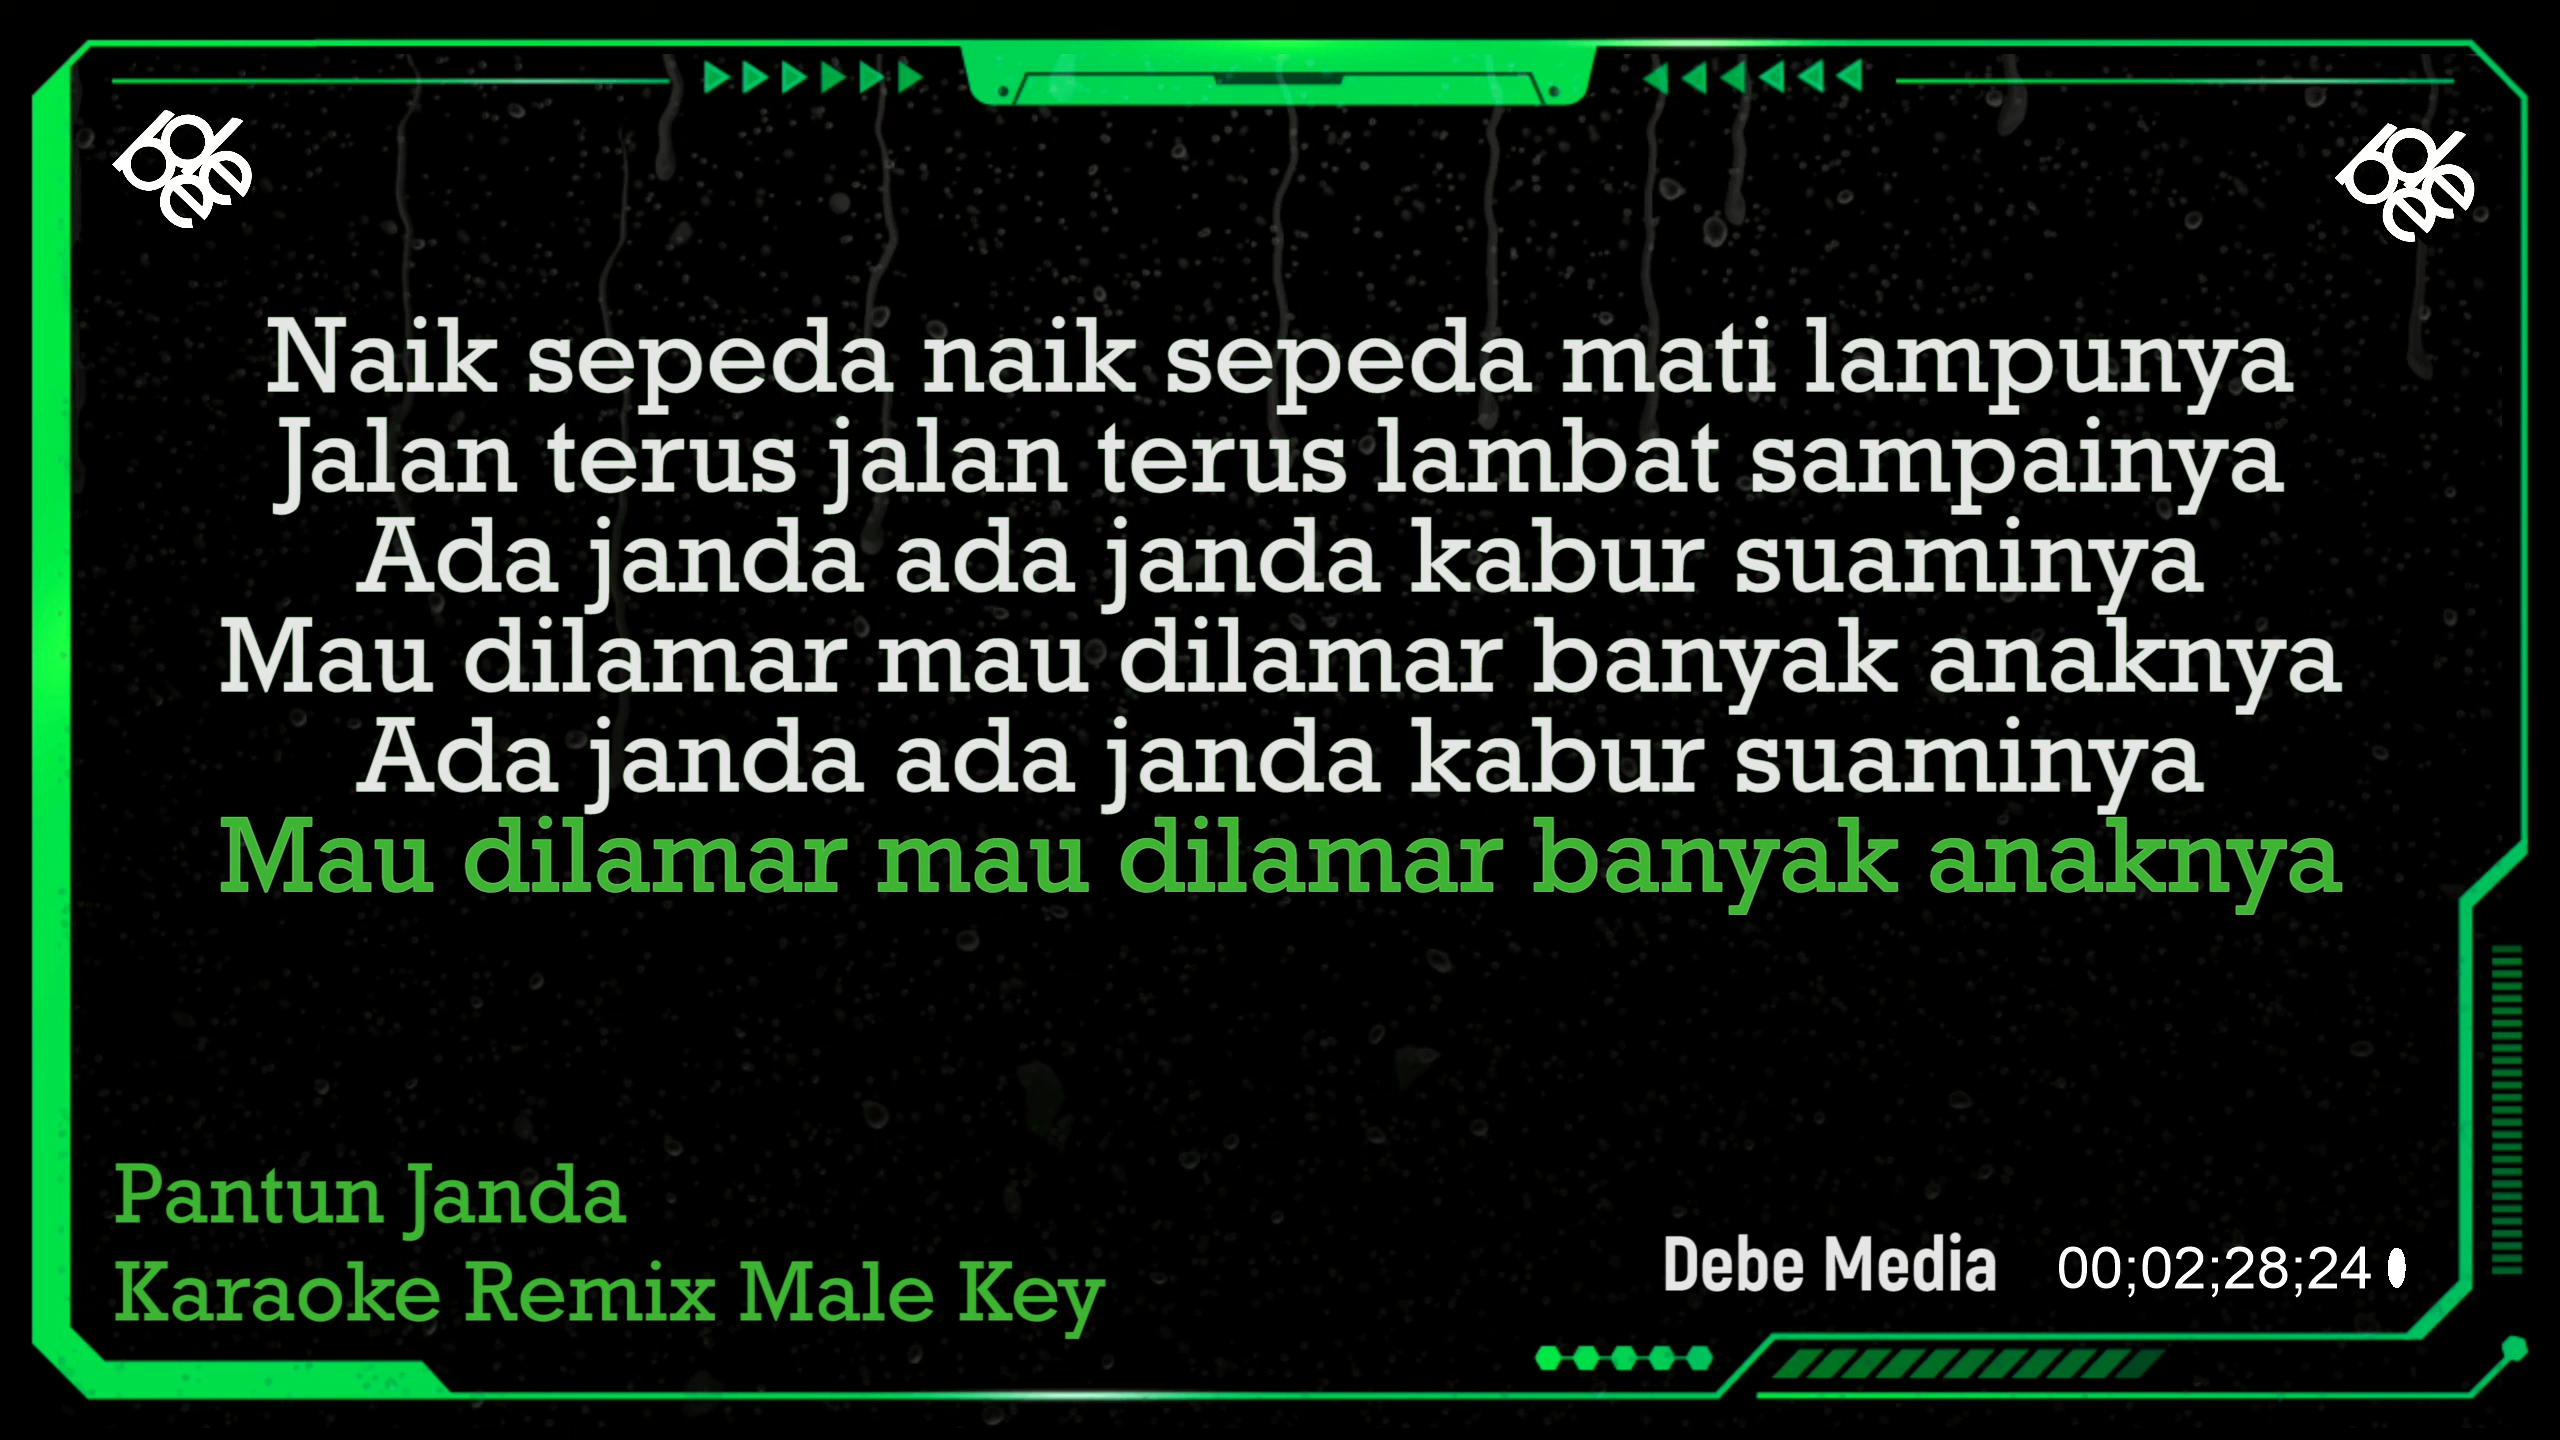 Naik sepeda naik sepeda mati lampunya
Jalan terus jalan terus lambat sampainya
Ada janda ada janda kabur suaminya
Mau dilamar mau dilamar banyak anaknya
Ada janda ada janda kabur suaminya
Mau dilamar mau dilamar banyak anaknya
Pantun Janda
Karaoke Remix Male Key
Debe Media 00;02;28;24